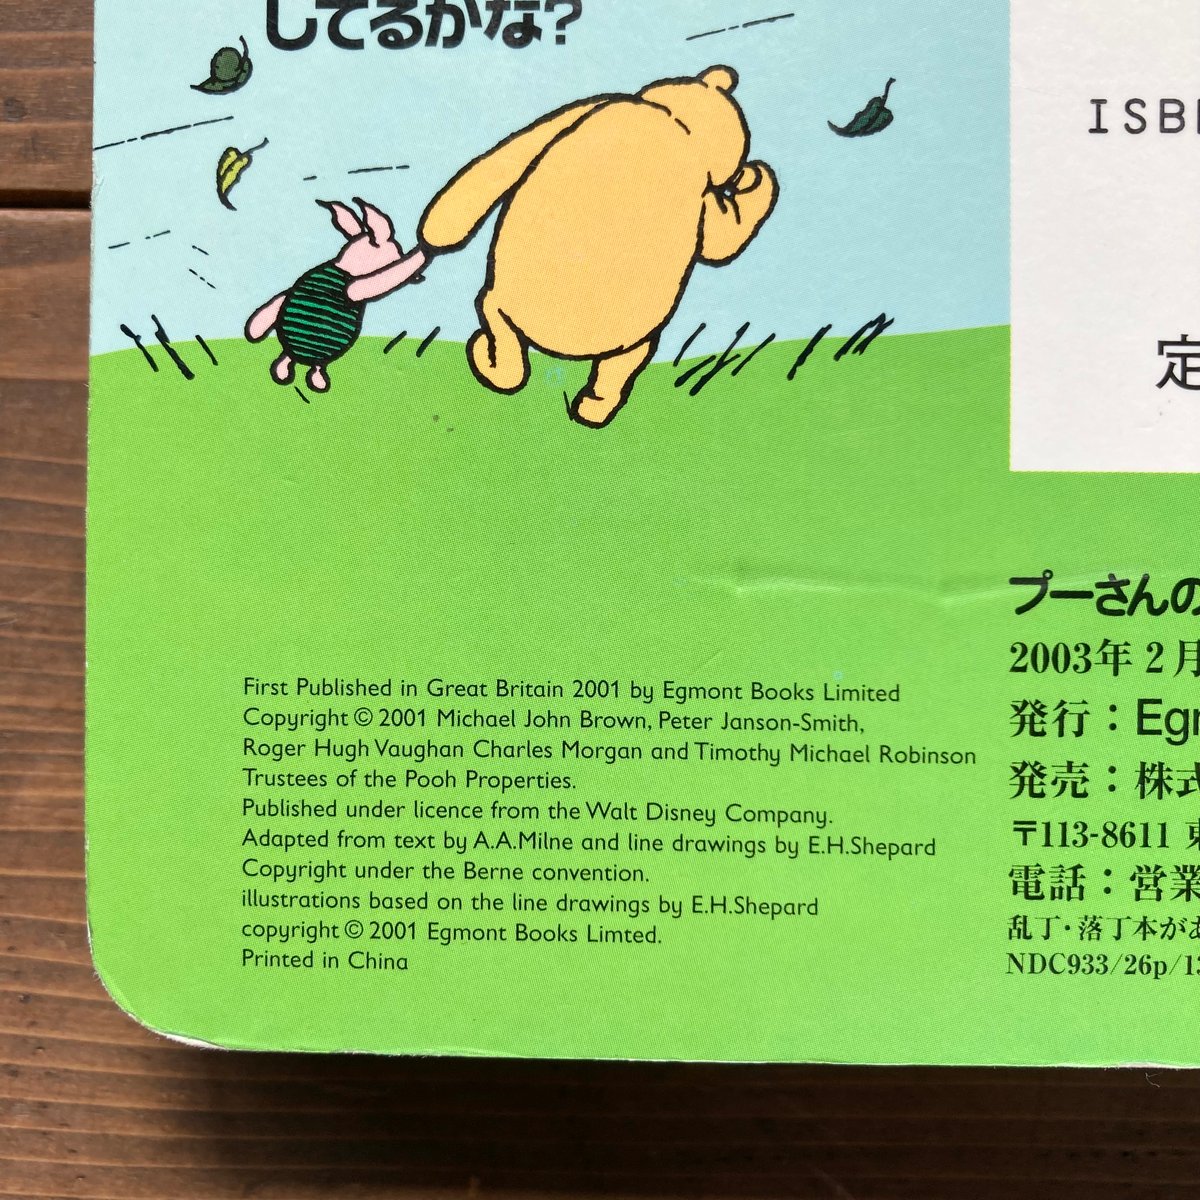 してるかな?
ISB
定
First Published in Great Britain 2001 by Egmont Books Limited
Copyright © 2001 Michael John Brown, Peter Janson-Smith,
Roger Hugh Vaughan Charles Morgan and Timothy Michael Robinson
Trustees of the Pooh Properties.
Published under licence from the Walt Disney Company.
Adapted from text by A.A.Milne and line drawings by E.H.Shepard
Copyright under the Berne convention.
illustrations based on the line drawings by E.H.Shepard
copyright © 2001 Egmont Books Limted.
Printed in China
プーさんの
2003年2月
発行：Eg
発売：株式
〒113-8611 東
電話：営業
乱丁・落丁本があ
NDC933/26p/13